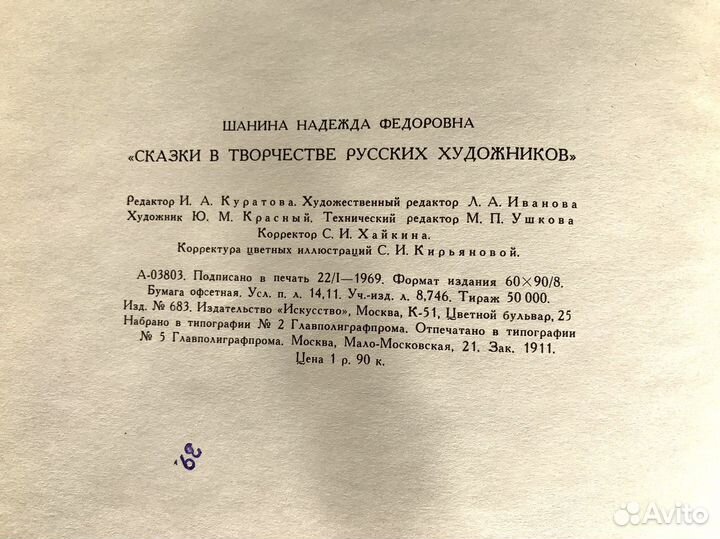 ШАНИНА НАДЕЖДА ФЕДОРОВНА
«СКАЗКИ В ТВОРЧЕСТВЕ РУССКИХ ХУДОЖНИКОВ»
Редактор И. А. Куратова. Художественный редактор Л. А. Иванова
Художник Ю. М. Красный. Технический редактор М. П. Ушкова
Корректор С. И. Хайкина.
Корректура цветных иллюстраций С. И. Кирьяновой.
А-03803. Подписано в печать 22/I—1969. Формат издания 60×90/8.
Бумага офсетная. Усл. п. л. 14,11. Уч.-изд. л. 8,746. Тираж 50 000.
Изд. № 683. Издательство «Искусство», Москва, К-51, Цветной бульвар, 25
Набрано в типографии № 2 Главполиграфпрома. Отпечатано в типографии
№ 5 Главполиграфпрома. Москва, Мало-Московская, 21. Зак. 1911.
Цена 1 р. 90 к.
Avito